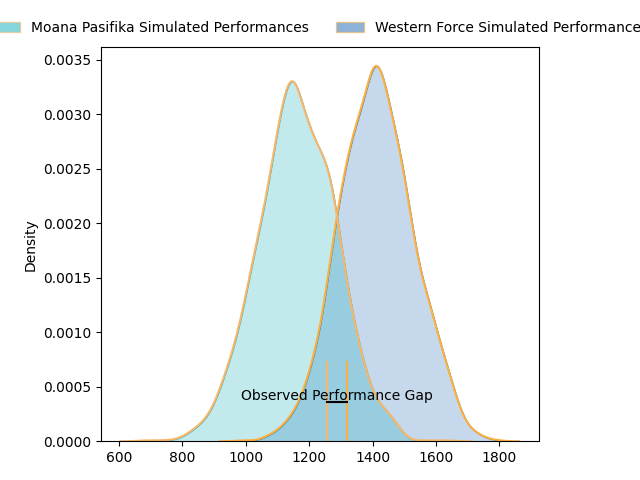 Moana Pasifika Simulated Performances
Western Force Simulated Performance
0.0035
0.0030
0.0025
0.0020
0.0015
0.0010
0.0005
0.0000
Density
Observed Performance Gap
600 800 1000 1200 1400 1600 1800